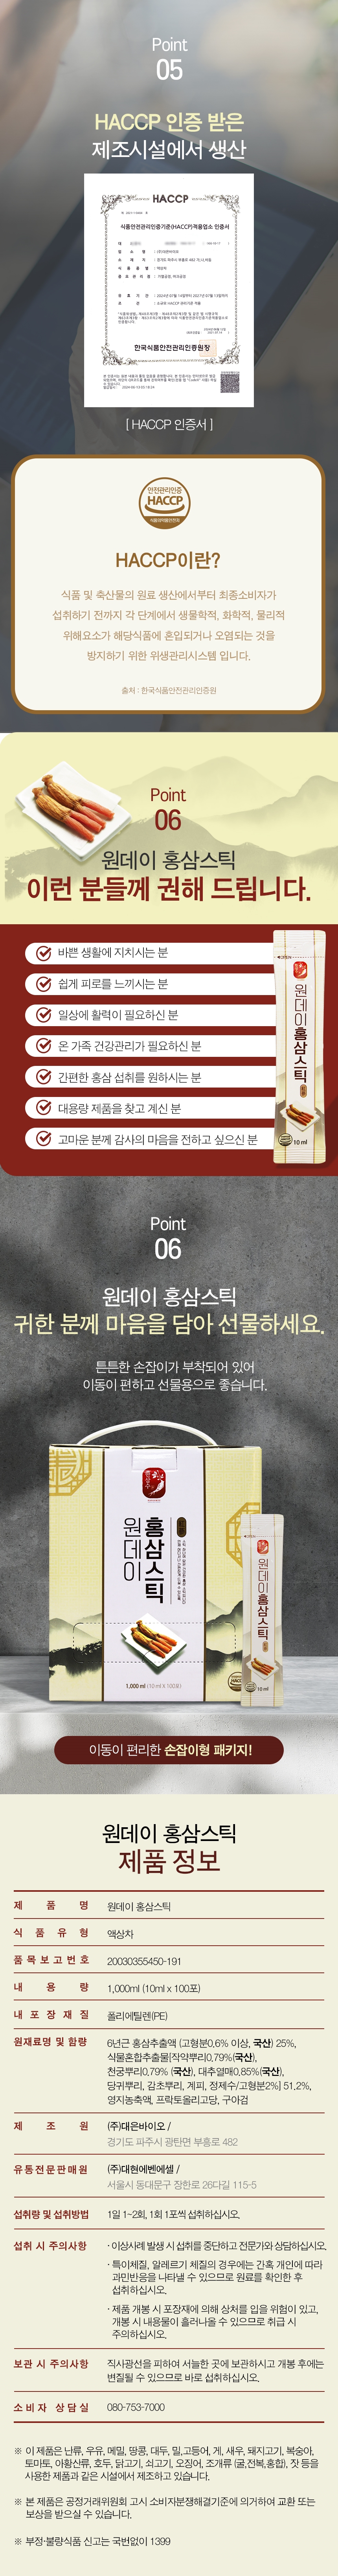 Point
05
HACCP 인증 받은
제조시설에서 생산
HACCP
식품안전관리인증기준(HACCP)적용업소 인증서
한국식품안전관리인증원장
[ HACCP 인증서 ]
안전관리인증
HACCP
식품의약품안전처
HACCP이란?
식품 및 축산물의 원료 생산에서부터 최종소비자가
섭취하기 전까지 각 단계에서 생물학적, 화학적, 물리적
위해요소가 해당식품에 혼입되거나 오염되는 것을
방지하기 위한 위생관리시스템 입니다.
출처 : 한국식품안전관리인증원
Point
06
원데이 홍삼스틱
이런 분들께 권해 드립니다.
바쁜 생활에 지치시는 분
쉽게 피로를 느끼시는 분
일상에 활력이 필요하신 분
온 가족 건강관리가 필요하신 분
간편한 홍삼 섭취를 원하시는 분
대용량 제품을 찾고 계신 분
고마운 분께 감사의 마음을 전하고 싶으신 분
원데이홍삼스틱
10 ml
Point
06
원데이 홍삼스틱
귀한 분께 마음을 담아 선물하세요.
튼튼한 손잡이가 부착되어 있어
이동이 편하고 선물용으로 좋습니다.
원데이
홍삼스틱
1,000 ml (10 ml X 100포)
원데이홍삼스틱
10 ml
이동이 편리한 손잡이형 패키지!
원데이 홍삼스틱
제품 정보
제품명 원데이 홍삼스틱
식품유형 액상차
품목보고번호 20030355450-191
내용량 1,000ml (10ml x 100포)
내포장재질 폴리에틸렌(PE)
원재료명 및 함량 6년근 홍삼추출액 (고형분0.6% 이상, 국산) 25%,
식물혼합추출물[작약뿌리0.79%(국산),
천궁뿌리0.79% (국산), 대추열매0.85%(국산),
당귀뿌리, 감초뿌리, 계피, 정제수/고형분2%] 51.2%,
영지농축액, 프락토올리고당, 구아검
제조원 (주)대은바이오 /
경기도 파주시 광탄면 부흥로 482
유통전문판매원 (주)대현에벤에셀 /
서울시 동대문구 장한로 26다길 115-5
섭취량 및 섭취방법 1일 1~2회, 1회 1포씩 섭취하십시오.
섭취 시 주의사항 · 이상사례 발생 시 섭취를 중단하고 전문가와 상담하십시오.
· 특이체질, 알레르기 체질의 경우에는 간혹 개인에 따라
과민반응을 나타낼 수 있으므로 원료를 확인한 후
섭취하십시오.
· 제품 개봉 시 포장재에 의해 상처를 입을 위험이 있고,
개봉 시 내용물이 흘러나올 수 있으므로 취급 시
주의하십시오.
보관 시 주의사항 직사광선을 피하여 서늘한 곳에 보관하시고 개봉 후에는
변질될 수 있으므로 바로 섭취하십시오.
소비자 상담실 080-753-7000
※ 이 제품은 난류, 우유, 메밀, 땅콩, 대두, 밀,고등어, 게, 새우, 돼지고기, 복숭아,
토마토, 아황산류, 호두, 닭고기, 쇠고기, 오징어, 조개류 (굴,전복,홍합), 잣 등을
사용한 제품과 같은 시설에서 제조하고 있습니다.
※ 본 제품은 공정거래위원회 고시 소비자분쟁해결기준에 의거하여 교환 또는
보상을 받으실 수 있습니다.
※ 부정·불량식품 신고는 국번없이 1399